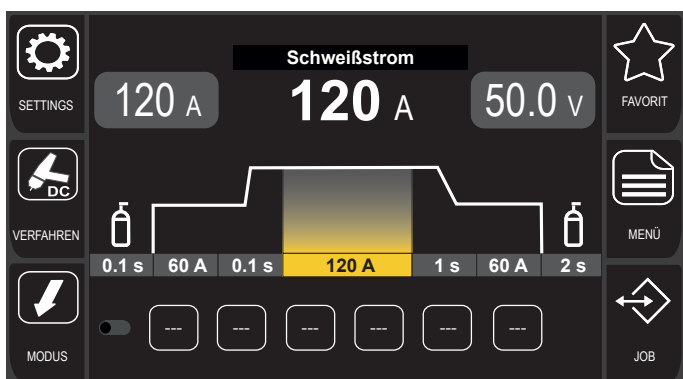 SETTINGS
DC
VERFAHREN
MODUS
Schweißstrom
120 A
120 A
50.0 V
0.1 s
60 A
0.1 s
120 A
1 s
60 A
2 s
---
---
---
---
---
---
FAVORIT
MENÜ
JOB